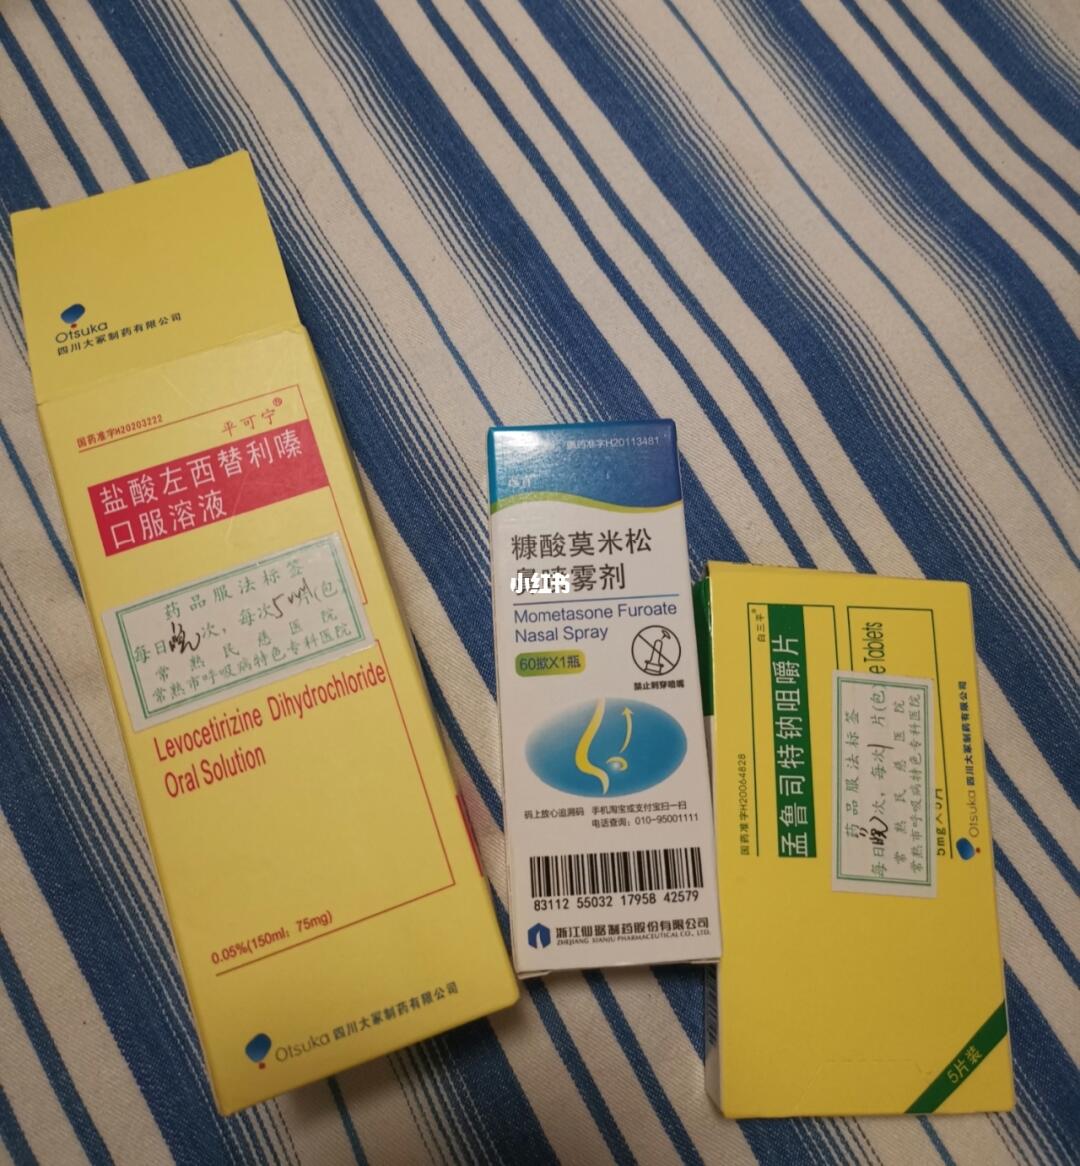 Otsuka
四川大冢制药有限公司
国药准字H20203222
平可宁®
盐酸左西替利嗪
口服溶液
药品服法标签
每日晚次，每次5ml(包)
常熟民慈医院
常熟市呼吸病特色专科医院
Levocetirizine Dihydrochloride
Oral Solution
0.05%(150ml：75mg)
Otsuka 四川大冢制药有限公司
国药准字H20113481
糠酸莫米松
鼻喷雾剂
小红书
Mometasone Furoate
Nasal Spray
60揿X1瓶
禁止刺穿喷嘴
码上放心追溯码 手机淘宝或支付宝扫一扫
电话查询：010-95001111
83112 55032 17958 42579
浙江仙琚制药股份有限公司
ZHEJIANG XIANJU PHARMACEUTICAL CO., LTD.
国药准字H20064828
白三平®
孟鲁司特钠咀嚼片
e Tablets
药品服法标签
每日晚次，每次1片(包
常熟民慈医院
常熟市呼吸病特色专科医院
5mg X 5片
Otsuka 四川大冢制药有限公司
5片装